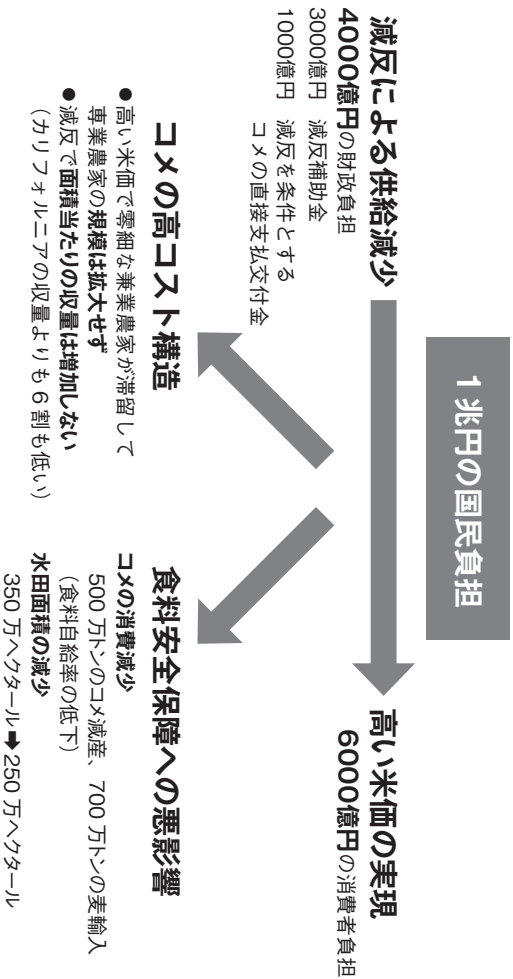 1兆円の国民負担
減反による供給減少
4000億円の財政負担
3000億円　減反補助金
1000億円　減反を条件とする
コメの直接支払交付金
高い米価の実現
6000億円の消費者負担
コメの高コスト構造
● 高い米価で零細な兼業農家が滞留して
専業農家の規模は拡大せず
● 減反で面積当たりの収量は増加しない
（カリフォルニアの収量よりも6割も低い）
食料安全保障への悪影響
コメの消費減少
500万トンのコメ減産、700万トンの麦輸入
（食料自給率の低下）
水田面積の減少
350万ヘクタール➡250万ヘクタール